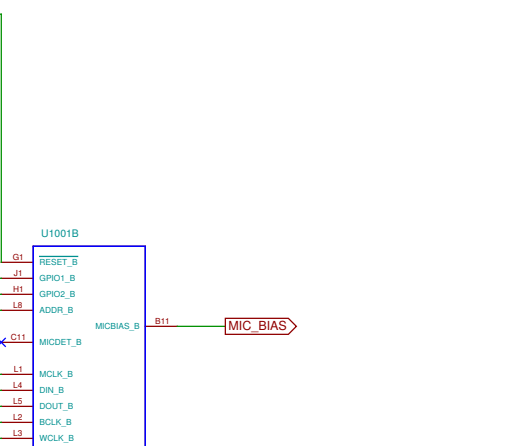 U1001B
G1 RESET_B
J1 GPIO1_B
H1 GPIO2_B
L8 ADDR_B
MICBIAS_B B11 MIC_BIAS
C11 MICDET_B
L1 MCLK_B
L4 DIN_B
L5 DOUT_B
L2 BCLK_B
L3 WCLK_B